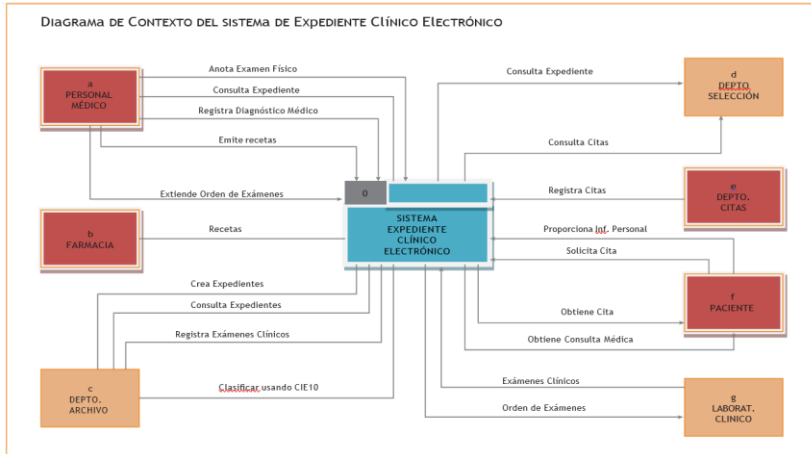 Diagrama de Contexto del sistema de Expediente Clínico Electrónico
a
PERSONAL
MÉDICO
Anota Examen Físico
Consulta Expediente
Registra Diagnóstico Médico
Emite recetas
Extiende Orden de Exámenes
Consulta Expediente
d
DEPTO.
SELECCIÓN
Consulta Citas
0
SISTEMA
EXPEDIENTE
CLÍNICO
ELECTRÓNICO
Registra Citas
e
DEPTO.
CITAS
b
FARMACIA
Recetas
Proporciona Inf. Personal
Solicita Cita
f
PACIENTE
Obtiene Cita
Obtiene Consulta Médica
Crea Expedientes
Consulta Expedientes
Registra Exámenes Clínicos
Clasificar usando CIE10
c
DEPTO.
ARCHIVO
Exámenes Clínicos
Orden de Exámenes
g
LABORAT.
CLINICO